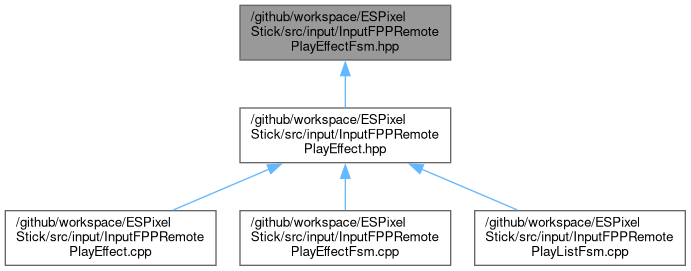 /github/workspace/ESPixel
Stick/src/input/InputFPPRemote
PlayEffectFsm.hpp
/github/workspace/ESPixel
Stick/src/input/InputFPPRemote
PlayEffect.hpp
/github/workspace/ESPixel
Stick/src/input/InputFPPRemote
PlayEffect.cpp
/github/workspace/ESPixel
Stick/src/input/InputFPPRemote
PlayEffectFsm.cpp
/github/workspace/ESPixel
Stick/src/input/InputFPPRemote
PlayListFsm.cpp